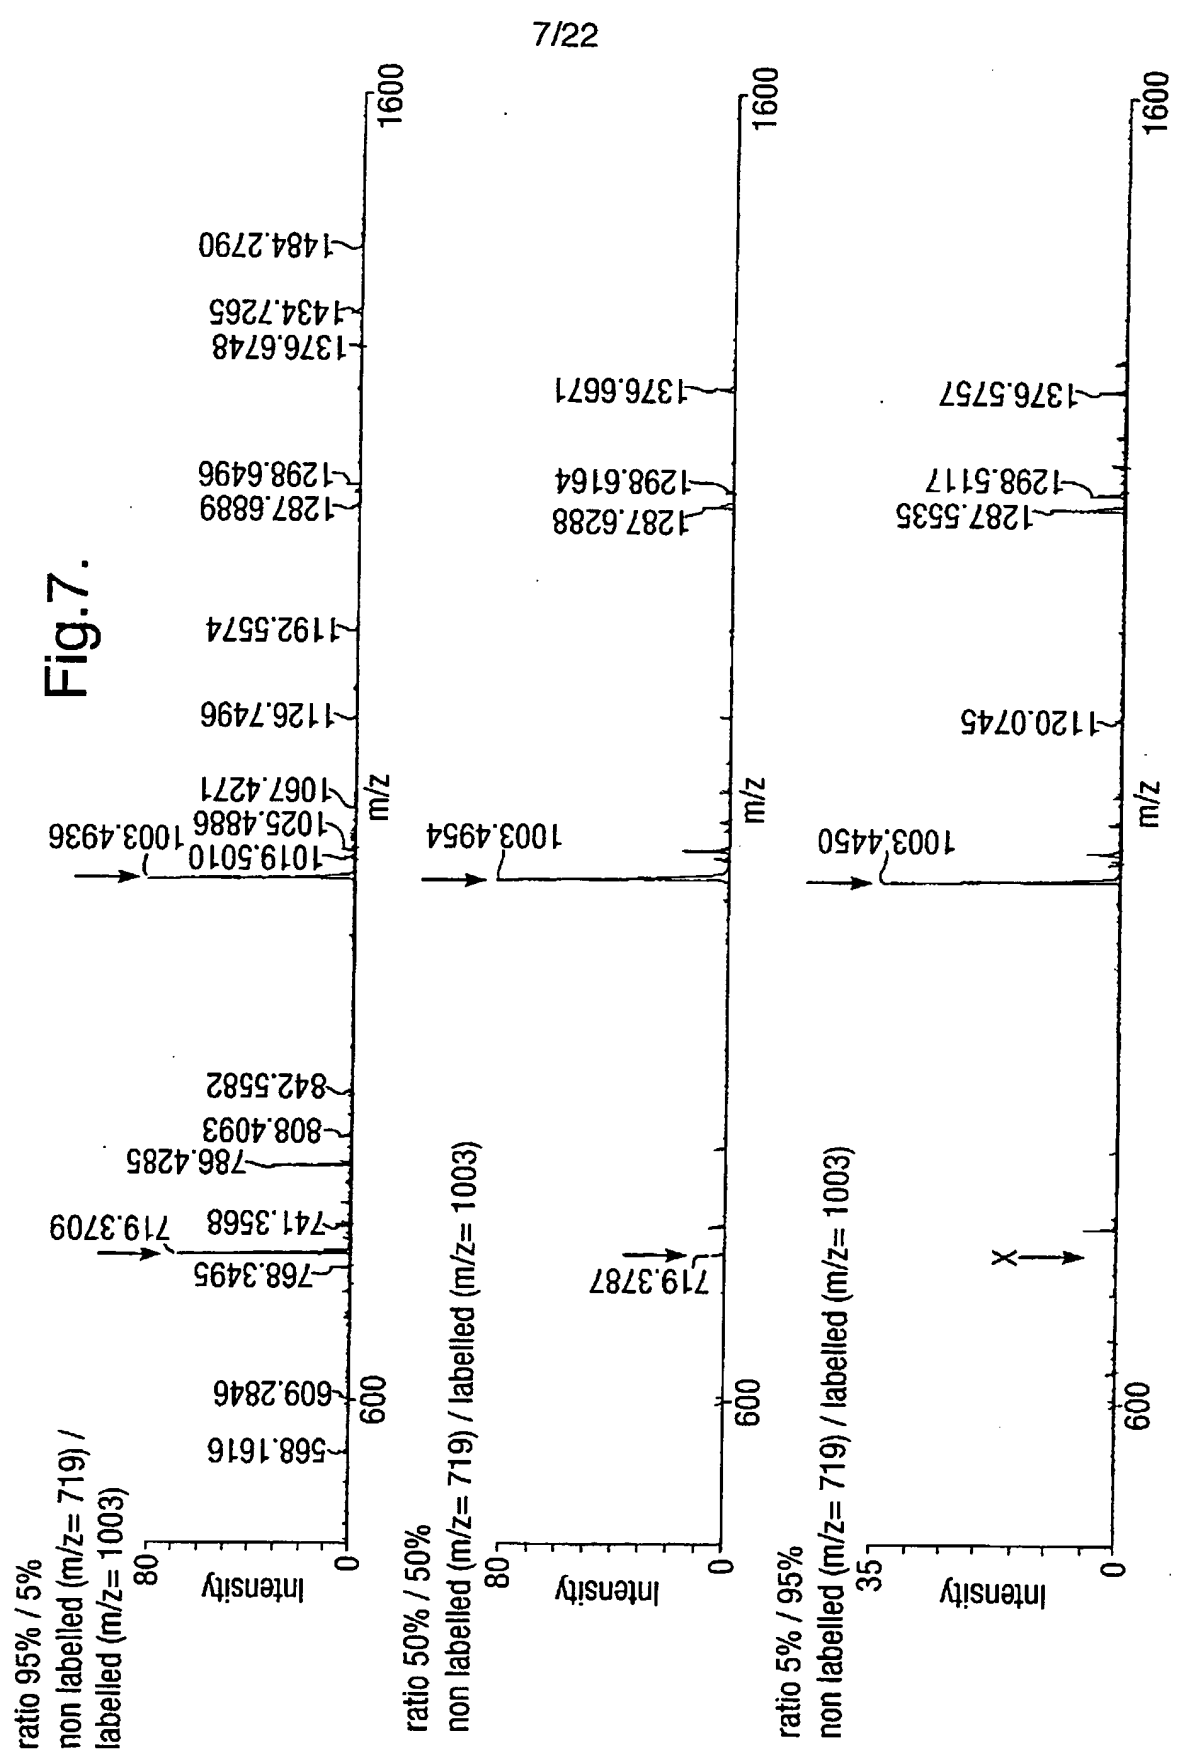 7/22
Fig.7.
ratio 95% / 5%
non labelled (m/z= 719) /
labelled (m/z= 1003)
80
Intensity
0
568.1616
609.2846
600
768.3495
719.3709
741.3568
786.4285
808.4093
842.5582
1003.4936
1019.5010
1025.4886
1067.4271
m/z
1126.7496
1192.5574
1287.6889
1298.6496
1376.6748
1434.7265
1484.2790
1600
ratio 50% / 50%
non labelled (m/z= 719) / labelled (m/z= 1003)
80
Intensity
0
600
719.3787
1003.4954
m/z
1287.6288
1298.6164
1376.6671
1600
ratio 5% / 95%
non labelled (m/z= 719) / labelled (m/z= 1003)
35
Intensity
0
600
X
1003.4450
m/z
1120.0745
1287.5535
1298.5117
1376.5757
1600